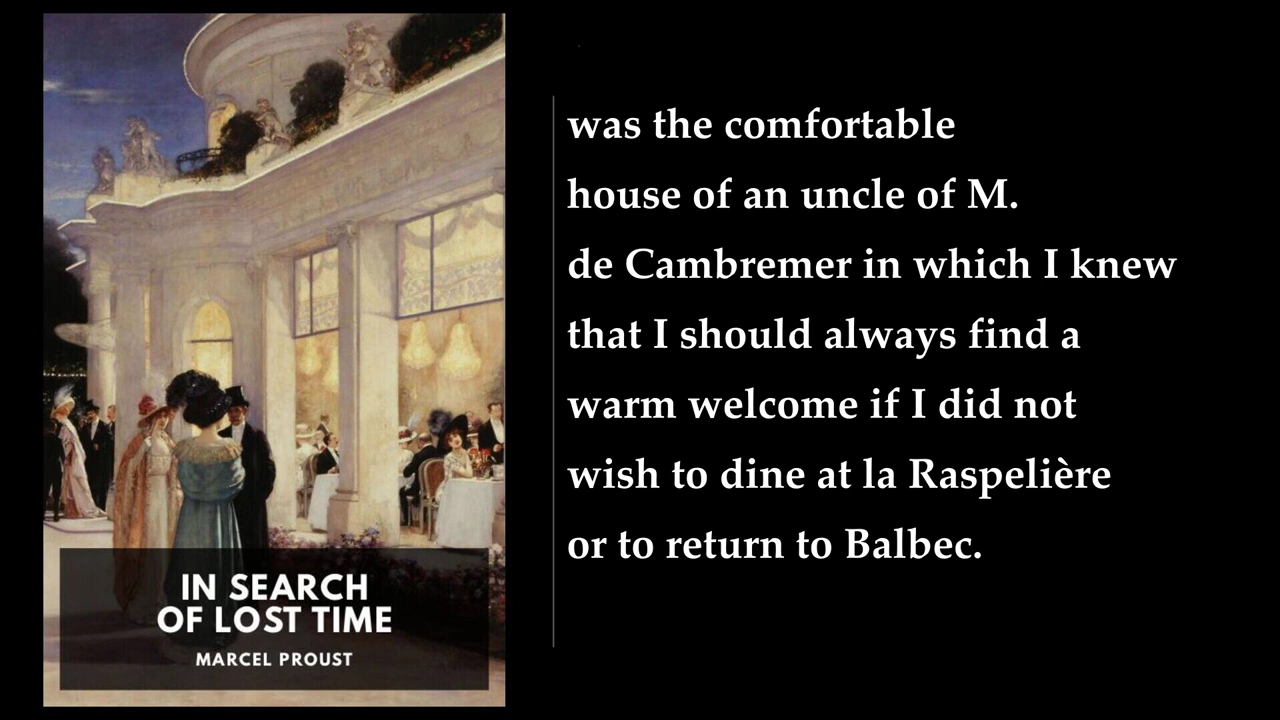 was the comfortable
house of an uncle of M.
de Cambremer in which I knew
that I should always find a
warm welcome if I did not
wish to dine at la Raspelière
or to return to Balbec.
IN SEARCH
OF LOST TIME
MARCEL PROUST